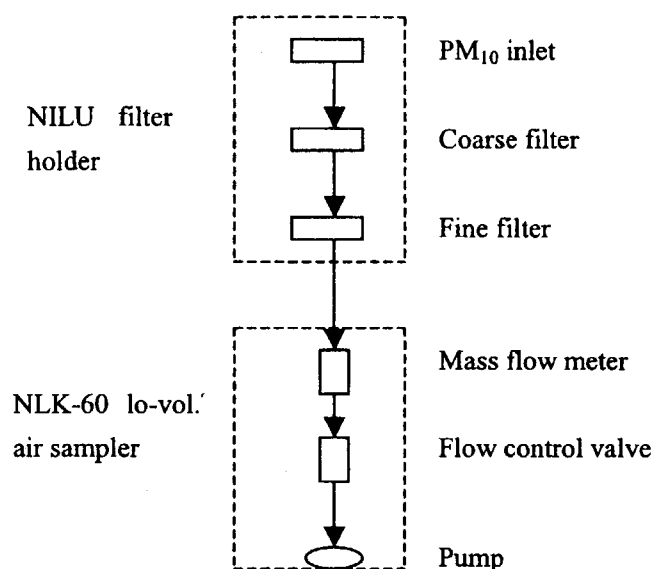 PM₁₀ inlet
NILU filter
holder
Coarse filter
Fine filter
Mass flow meter
NLK-60 lo-vol.
air sampler
Flow control valve
Pump